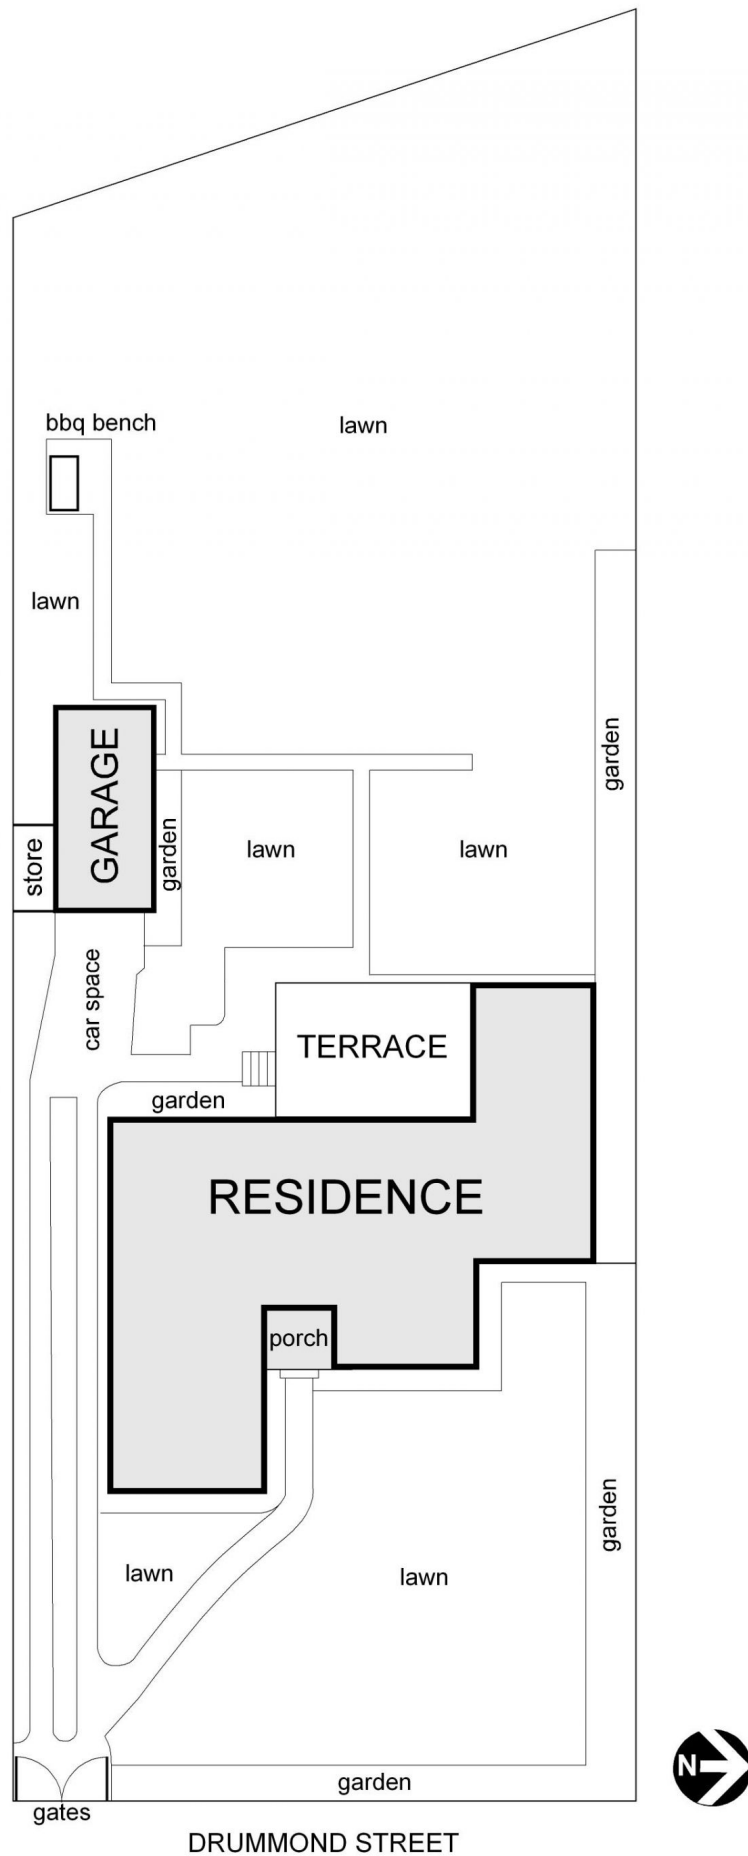 bbq bench
lawn
lawn
garden
GARAGE
store
garden
lawn
lawn
car space
TERRACE
garden
RESIDENCE
porch
garden
lawn
lawn
N
garden
gates
DRUMMOND STREET